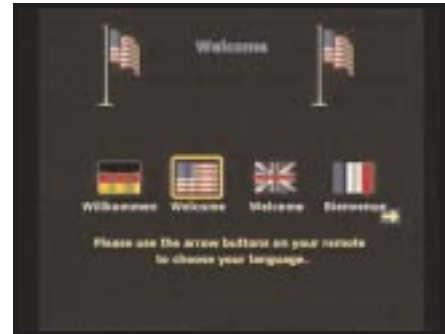 Welcome
Willkommen Welcome Welcome Bienvenue
Please use the arrow buttons on your remote
to choose your language.